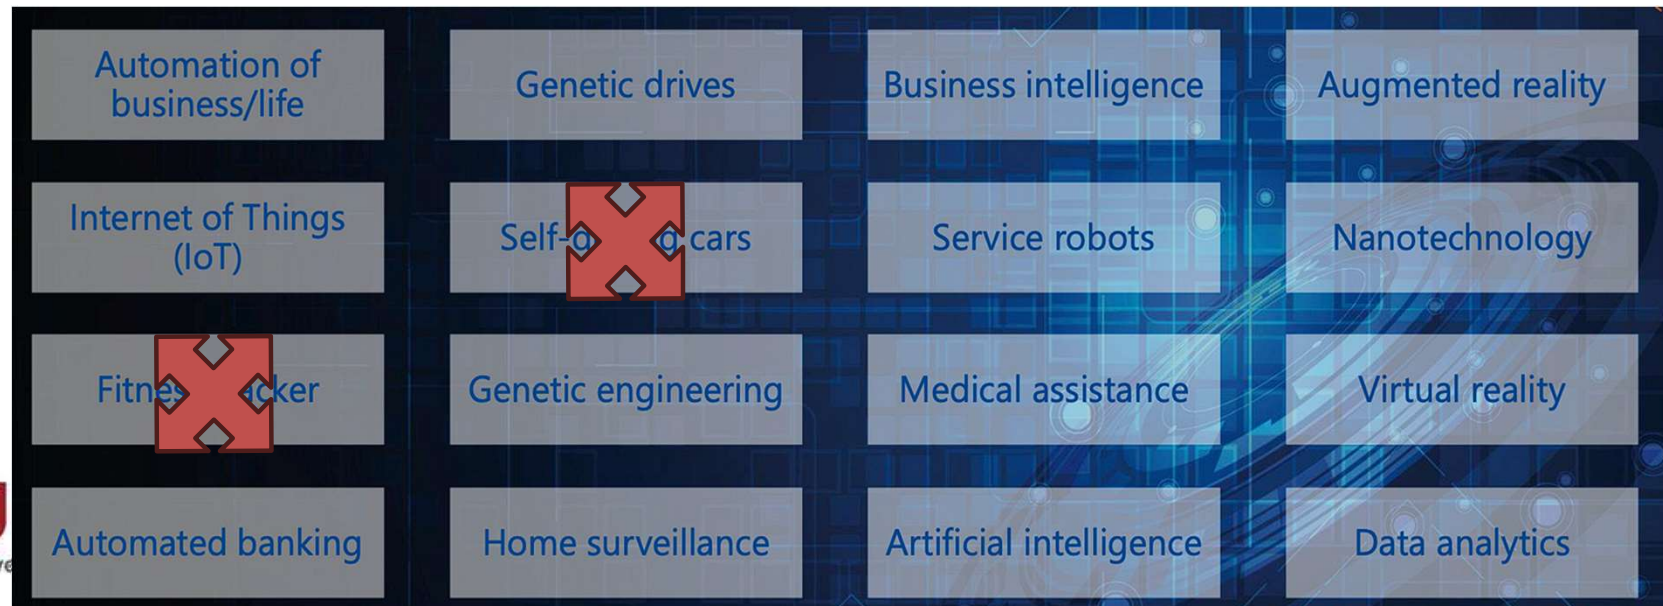 Automation of
business/life
Genetic drives
Business intelligence
Augmented reality
Internet of Things
(IoT)
cars
Service robots
Nanotechnology
Genetic engineering
Medical assistance
Virtual reality
Automated banking
Home surveillance
Artificial intelligence
Data analytics